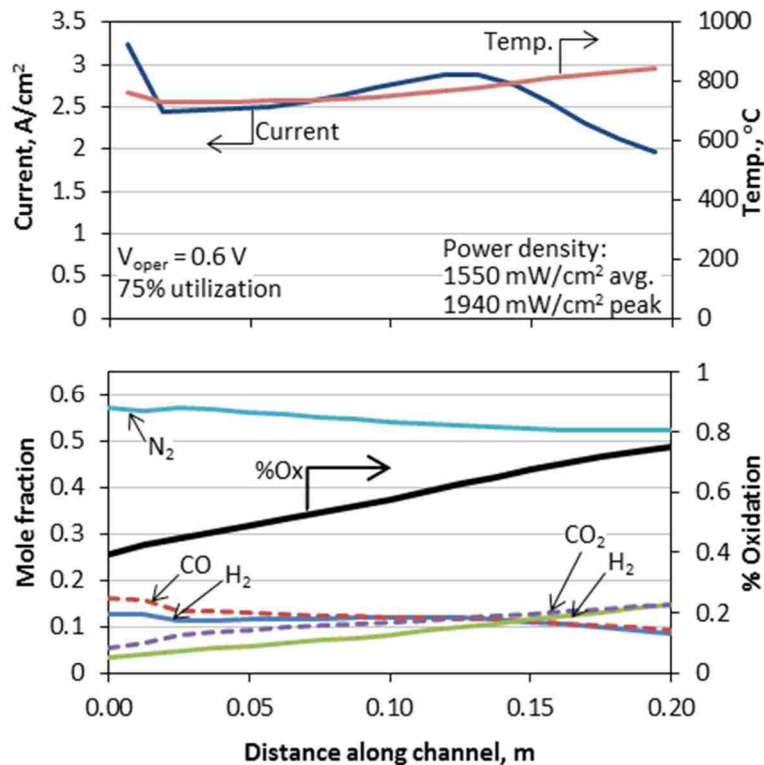 3.5
3
2.5
2
1.5
1
0.5
0
Current, A/cm²
1000
800
600
400
200
0
Temp., °C
Temp.
Current
V_oper = 0.6 V
75% utilization
Power density:
1550 mW/cm² avg.
1940 mW/cm² peak
0.6
0.5
0.4
0.3
0.2
0.1
0
Mole fraction
1
0.8
0.6
0.4
0.2
0
% Oxidation
N₂
%Ox
CO
H₂
CO₂
H₂
0.00
0.05
0.10
0.15
0.20
Distance along channel, m